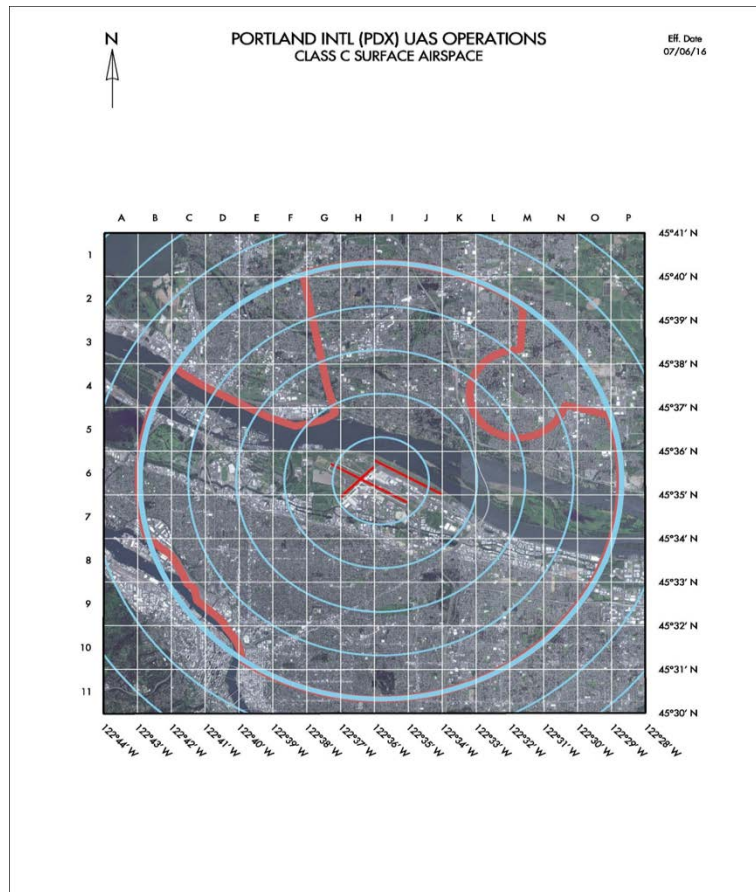 N
PORTLAND INTL (PDX) UAS OPERATIONS
CLASS C SURFACE AIRSPACE
Eff. Date
07/06/16
A B C D E F G H I J K L M N O P
1
2
3
4
5
6
7
8
9
10
11
45°41' N
45°40' N
45°39' N
45°38' N
45°37' N
45°36' N
45°35' N
45°34' N
45°33' N
45°32' N
45°31' N
45°30' N
122°44' W
122°43' W
122°42' W
122°41' W
122°40' W
122°39' W
122°38' W
122°37' W
122°36' W
122°35' W
122°34' W
122°33' W
122°32' W
122°31' W
122°30' W
122°29' W
122°28' W